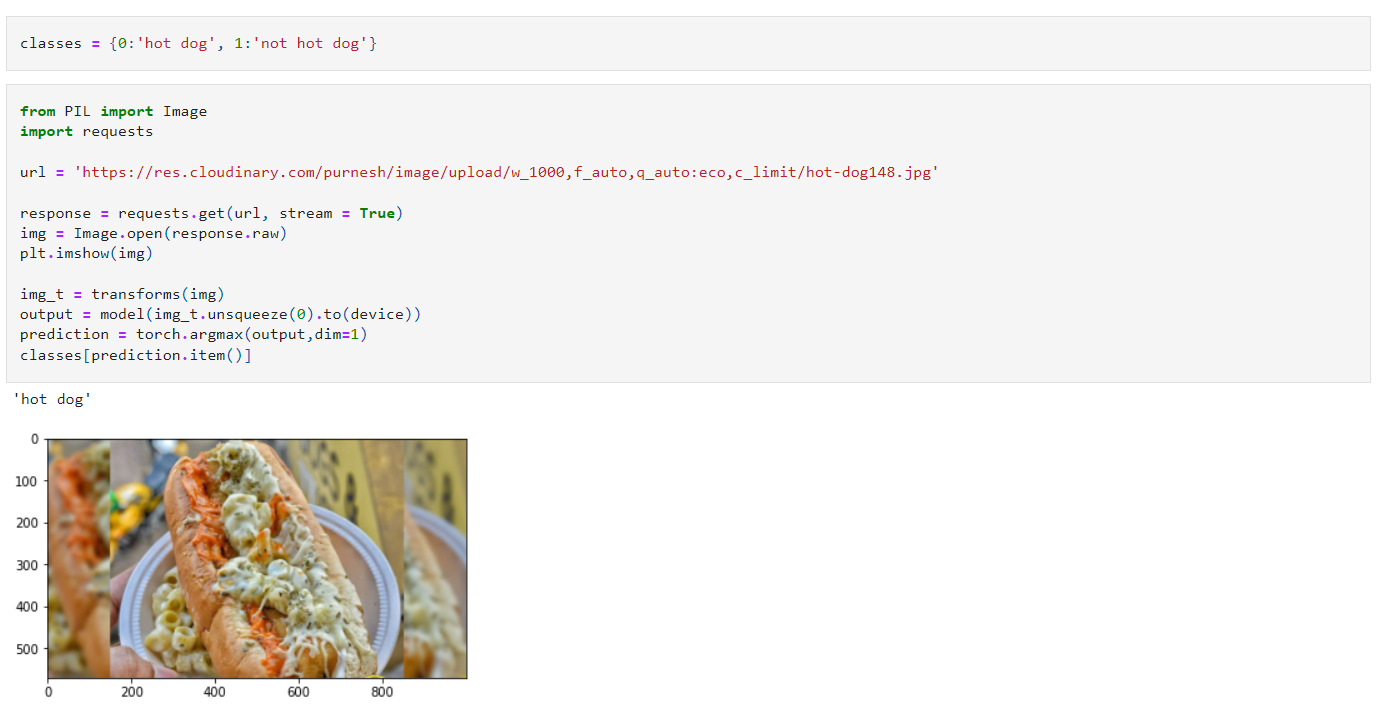 classes = {0:'hot dog', 1:'not hot dog'}
from PIL import Image
import requests
url = 'https://res.cloudinary.com/purnesh/image/upload/w_1000,f_auto,q_auto:eco,c_limit/hot-dog148.jpg'
response = requests.get(url, stream = True)
img = Image.open(response.raw)
plt.imshow(img)
img_t = transforms(img)
output = model(img_t.unsqueeze(0).to(device))
prediction = torch.argmax(output,dim=1)
classes[prediction.item()]
'hot dog'
0
100
200
300
400
500
0 200 400 600 800